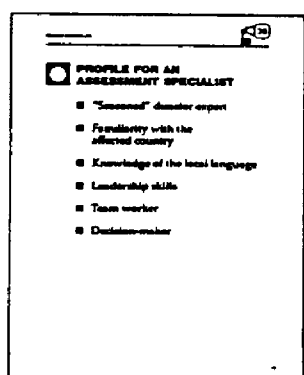 PROFILE FOR AN
ASSESSMENT SPECIALIST
"Seasoned" disaster expert
Familiarity with the
affected country
Knowledge of the local language
Leadership skills
Team worker
Decision-maker